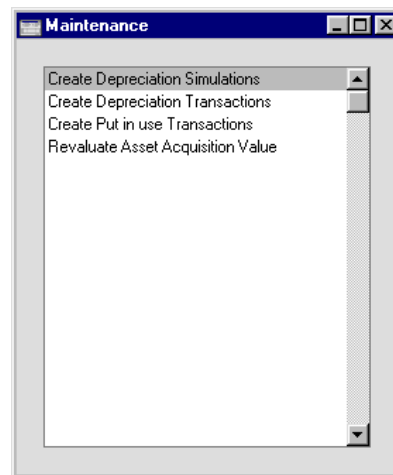 Maintenance
Create Depreciation Simulations
Create Depreciation Transactions
Create Put in use Transactions
Revaluate Asset Acquisition Value